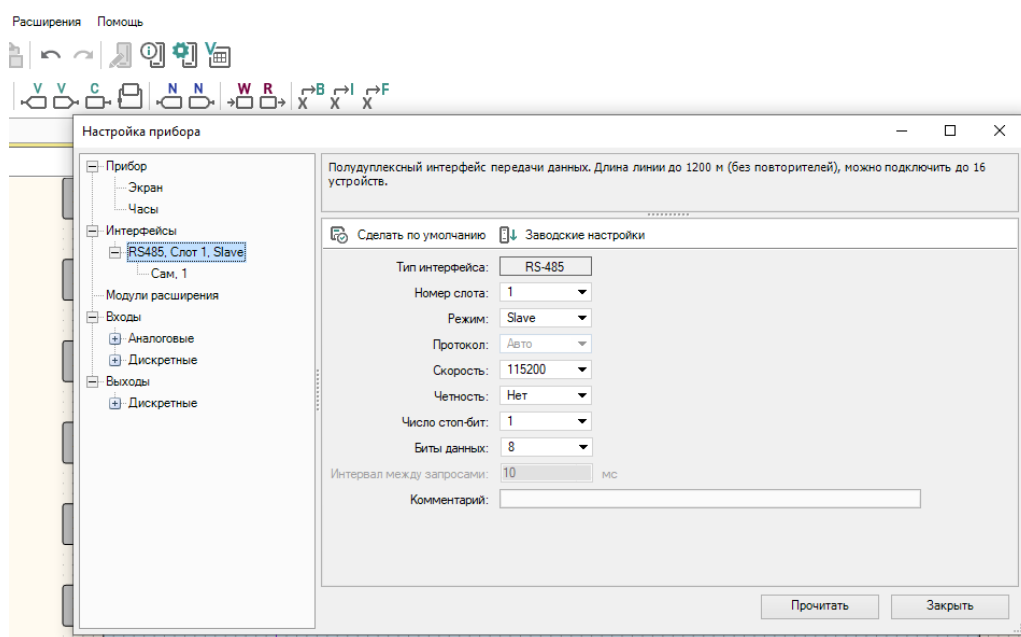 Расширения Помощь
V V C N N W R B I F
X X X
Настройка прибора
Прибор
Экран
Часы
Интерфейсы
RS485, Слот 1, Slave
Сам, 1
Модули расширения
Входы
Аналоговые
Дискретные
Выходы
Дискретные
Полудуплексный интерфейс передачи данных. Длина линии до 1200 м (без повторителей), можно подключить до 16
устройств.
Сделать по умолчанию Заводские настройки
Тип интерфейса: RS-485
Номер слота: 1
Режим: Slave
Протокол: Авто
Скорость: 115200
Четность: Нет
Число стоп-бит: 1
Биты данных: 8
Интервал между запросами: 10 мс
Комментарий:
Прочитать Закрыть